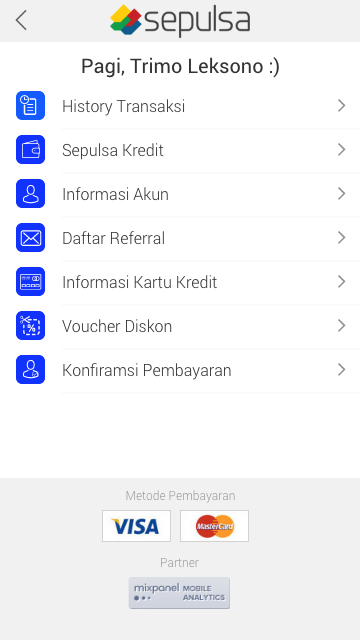 sepulsa
Pagi, Trimo Leksono :)
History Transaksi
Sepulsa Kredit
Informasi Akun
Daftar Referral
Informasi Kartu Kredit
Voucher Diskon
Konfiramsi Pembayaran
Metode Pembayaran
VISA MasterCard
Partner
mixpanel MOBILE
ANALYTICS